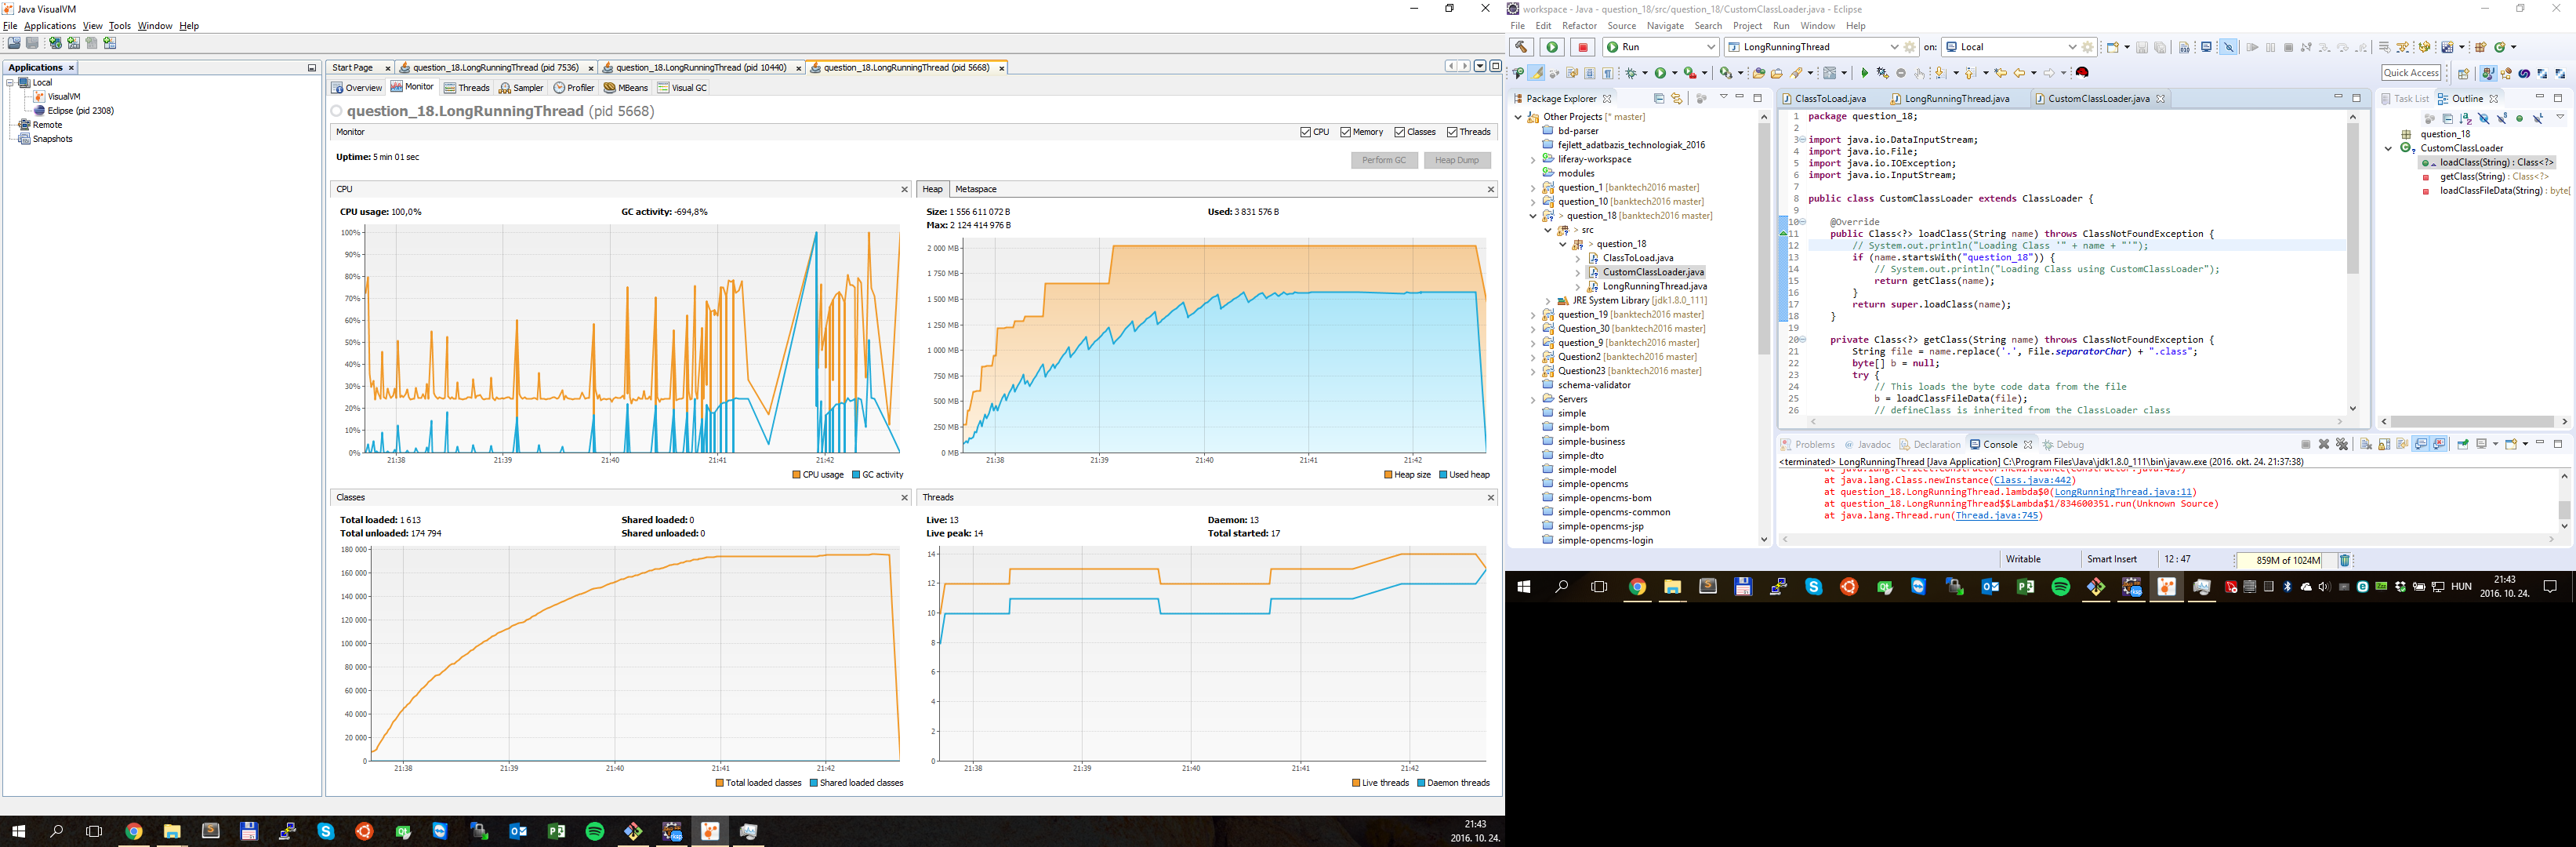 Java VisualVM
File Applications View Tools Window Help
Applications
Local
VisualVM
Eclipse (pid 2308)
Remote
Snapshots
Start Page
question_18.LongRunningThread (pid 7536)
question_18.LongRunningThread (pid 10440)
question_18.LongRunningThread (pid 5668)
Overview Monitor Threads Sampler Profiler MBeans Visual GC
question_18.LongRunningThread (pid 5668)
Monitor
CPU Memory Classes Threads
Uptime: 5 min 01 sec
Perform GC Heap Dump
CPU
CPU usage: 100,0% GC activity: -694,8%
100%
90%
80%
70%
60%
50%
40%
30%
20%
10%
0%
21:38 21:39 21:40 21:41 21:42
CPU usage GC activity
Heap Metaspace
Size: 1 556 611 072 B Used: 3 831 576 B
Max: 2 124 414 976 B
2 000 MB
1 750 MB
1 500 MB
1 250 MB
1 000 MB
750 MB
500 MB
250 MB
0 MB
21:38 21:39 21:40 21:41 21:42
Heap size Used heap
Classes
Total loaded: 1 613 Shared loaded: 0
Total unloaded: 174 794 Shared unloaded: 0
180 000
160 000
140 000
120 000
100 000
80 000
60 000
40 000
20 000
0
21:38 21:39 21:40 21:41 21:42
Total loaded classes Shared loaded classes
Threads
Live: 13 Daemon: 13
Live peak: 14 Total started: 17
14
12
10
8
6
4
2
0
21:38 21:39 21:40 21:41 21:42
Live threads Daemon threads
21:43
2016. 10. 24.
workspace - Java - question_18/src/question_18/CustomClassLoader.java - Eclipse
File Edit Refactor Source Navigate Search Project Run Window Help
Run LongRunningThread on: Local
Quick Access
Package Explorer
Other Projects [* master]
bd-parser
fejlett_adatbazis_technologiak_2016
liferay-workspace
modules
question_1 [banktech2016 master]
question_10 [banktech2016 master]
> question_18 [banktech2016 master]
> src
> question_18
ClassToLoad.java
CustomClassLoader.java
LongRunningThread.java
JRE System Library [jdk1.8.0_111]
question_19 [banktech2016 master]
Question_30 [banktech2016 master]
question_9 [banktech2016 master]
Question2 [banktech2016 master]
Question23 [banktech2016 master]
schema-validator
Servers
simple
simple-bom
simple-business
simple-dto
simple-model
simple-opencms
simple-opencms-bom
simple-opencms-common
simple-opencms-jsp
simple-opencms-login
ClassToLoad.java LongRunningThread.java CustomClassLoader.java
1 package question_18;
2
3 import java.io.DataInputStream;
4 import java.io.File;
5 import java.io.IOException;
6 import java.io.InputStream;
7
8 public class CustomClassLoader extends ClassLoader {
9
10 @Override
11 public Class<?> loadClass(String name) throws ClassNotFoundException {
12 // System.out.println("Loading Class '" + name + "'");
13 if (name.startsWith("question_18")) {
14 // System.out.println("Loading Class using CustomClassLoader");
15 return getClass(name);
16 }
17 return super.loadClass(name);
18 }
19
20 private Class<?> getClass(String name) throws ClassNotFoundException {
21 String file = name.replace('.', File.separatorChar) + ".class";
22 byte[] b = null;
23 try {
24 // This loads the byte code data from the file
25 b = loadClassFileData(file);
26 // defineClass is inherited from the ClassLoader class
Task List Outline
question_18
CustomClassLoader
loadClass(String) : Class<?>
getClass(String) : Class<?>
loadClassFileData(String) : byte[
Problems Javadoc Declaration Console Debug
<terminated> LongRunningThread [Java Application] C:\Program Files\Java\jdk1.8.0_111\bin\javaw.exe (2016. okt. 24. 21:37:38)
at java.lang.Class.newInstance(Class.java:442)
at question_18.LongRunningThread.lambda$0(LongRunningThread.java:11)
at question_18.LongRunningThread$$Lambda$1/834600351.run(Unknown Source)
at java.lang.Thread.run(Thread.java:745)
Writable Smart Insert 12 : 47 859M of 1024M
HUN
21:43
2016. 10. 24.